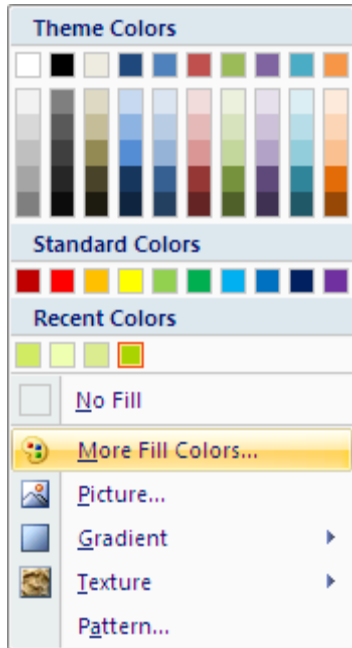 Theme Colors
Standard Colors
Recent Colors
No Fill
More Fill Colors...
Picture...
Gradient
Texture
Pattern...